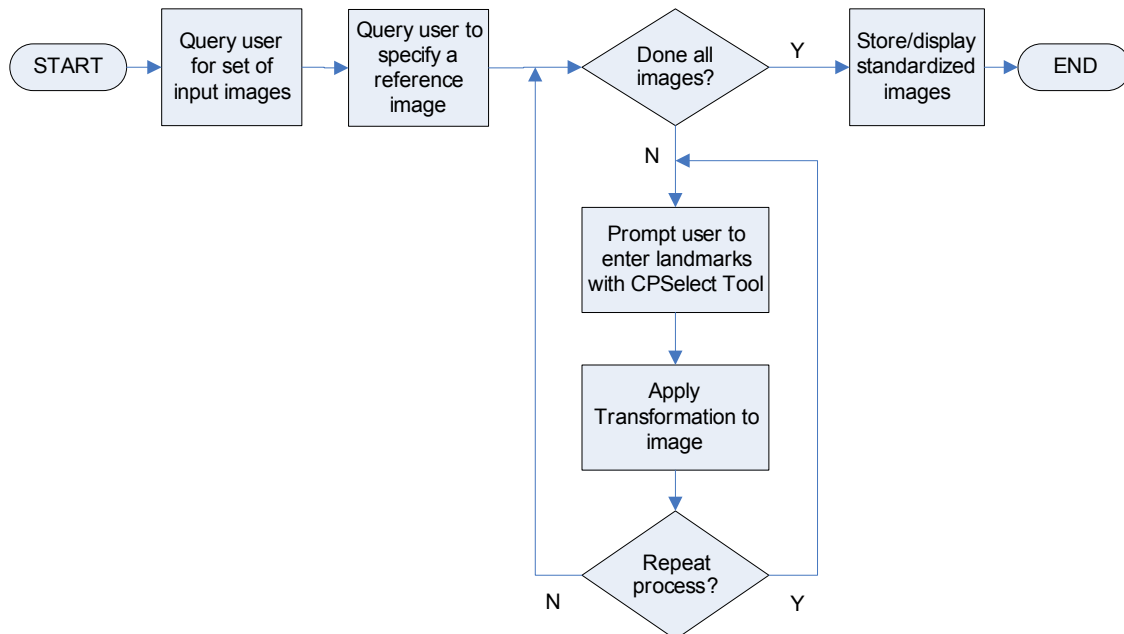 START
Query user
for set of
input images
Query user to
specify a
reference
image
Done all
images?
Y
Store/display
standardized
images
END
N
Prompt user to
enter landmarks
with CPSelect Tool
Apply
Transformation to
image
Repeat
process?
N
Y